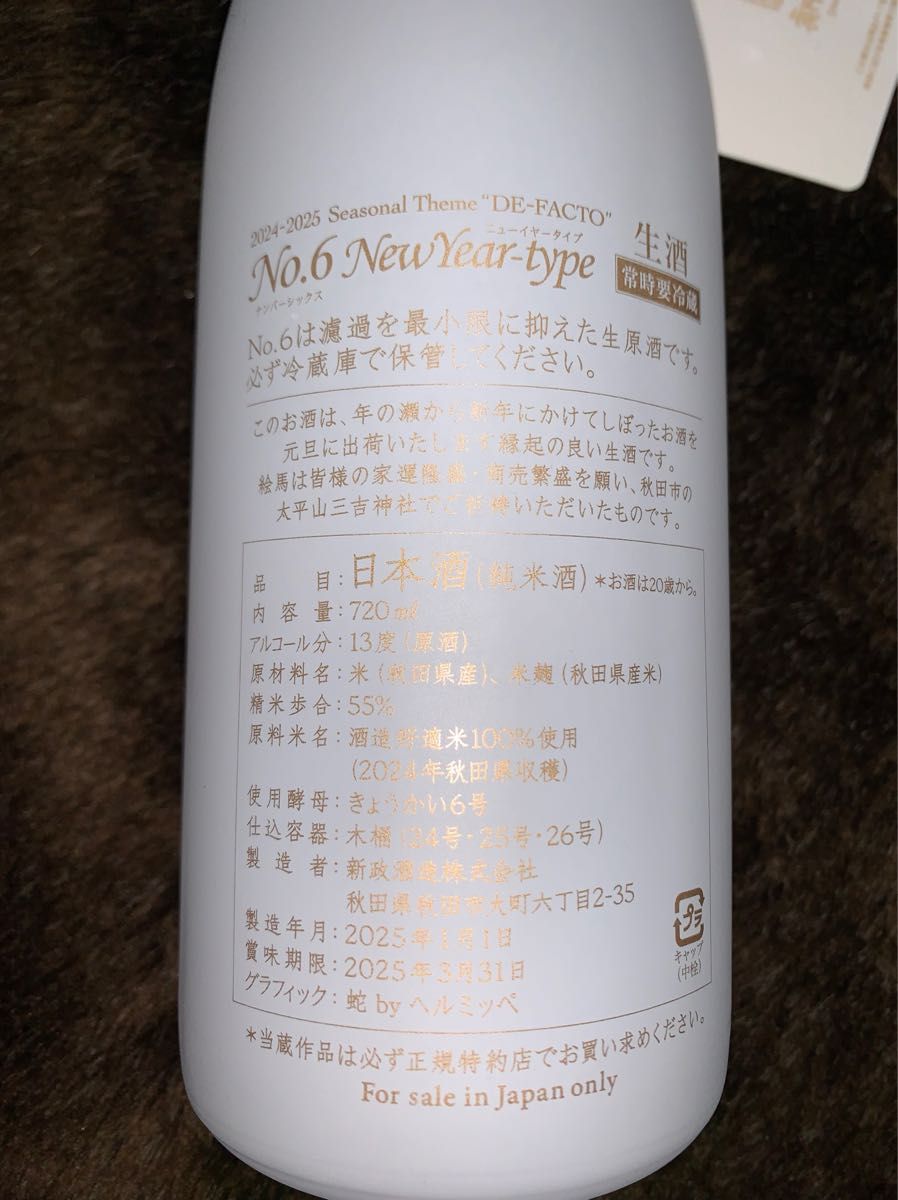 2024-2025 Seasonal Theme "DE-FACTO"
ニューイヤータイプ
No.6 NewYear-type
ナンバーシックス
生酒
常時要冷蔵
No.6は濾過を最小限に抑えた生原酒です。
必ず冷蔵庫で保管してください。
このお酒は、年の瀬から新年にかけてしぼったお酒を
元旦に出荷いたします縁起の良い生酒です。
絵馬は皆様の家運隆盛・商売繁盛を願い、秋田市の
太平山三吉神社でご祈祷いただいたものです。
品目:日本酒(純米酒) *お酒は20歳から。
内容量:720ml
アルコール分:13度(原酒)
原材料名:米(秋田県産)、米麹(秋田県産米)
精米歩合:55%
原料米名:酒造好適米100%使用
(2024年秋田県収穫)
使用酵母:きょうかい6号
仕込容器:木桶(24号・25号・26号)
製造者:新政酒造株式会社
秋田県秋田市大町六丁目2-35
製造年月:2025年1月1日
賞味期限:2025年3月31日
グラフィック:蛇 by ヘルミッペ
プラ
キャップ
(中栓)
*当蔵作品は必ず正規特約店でお買い求めください。
For sale in Japan only